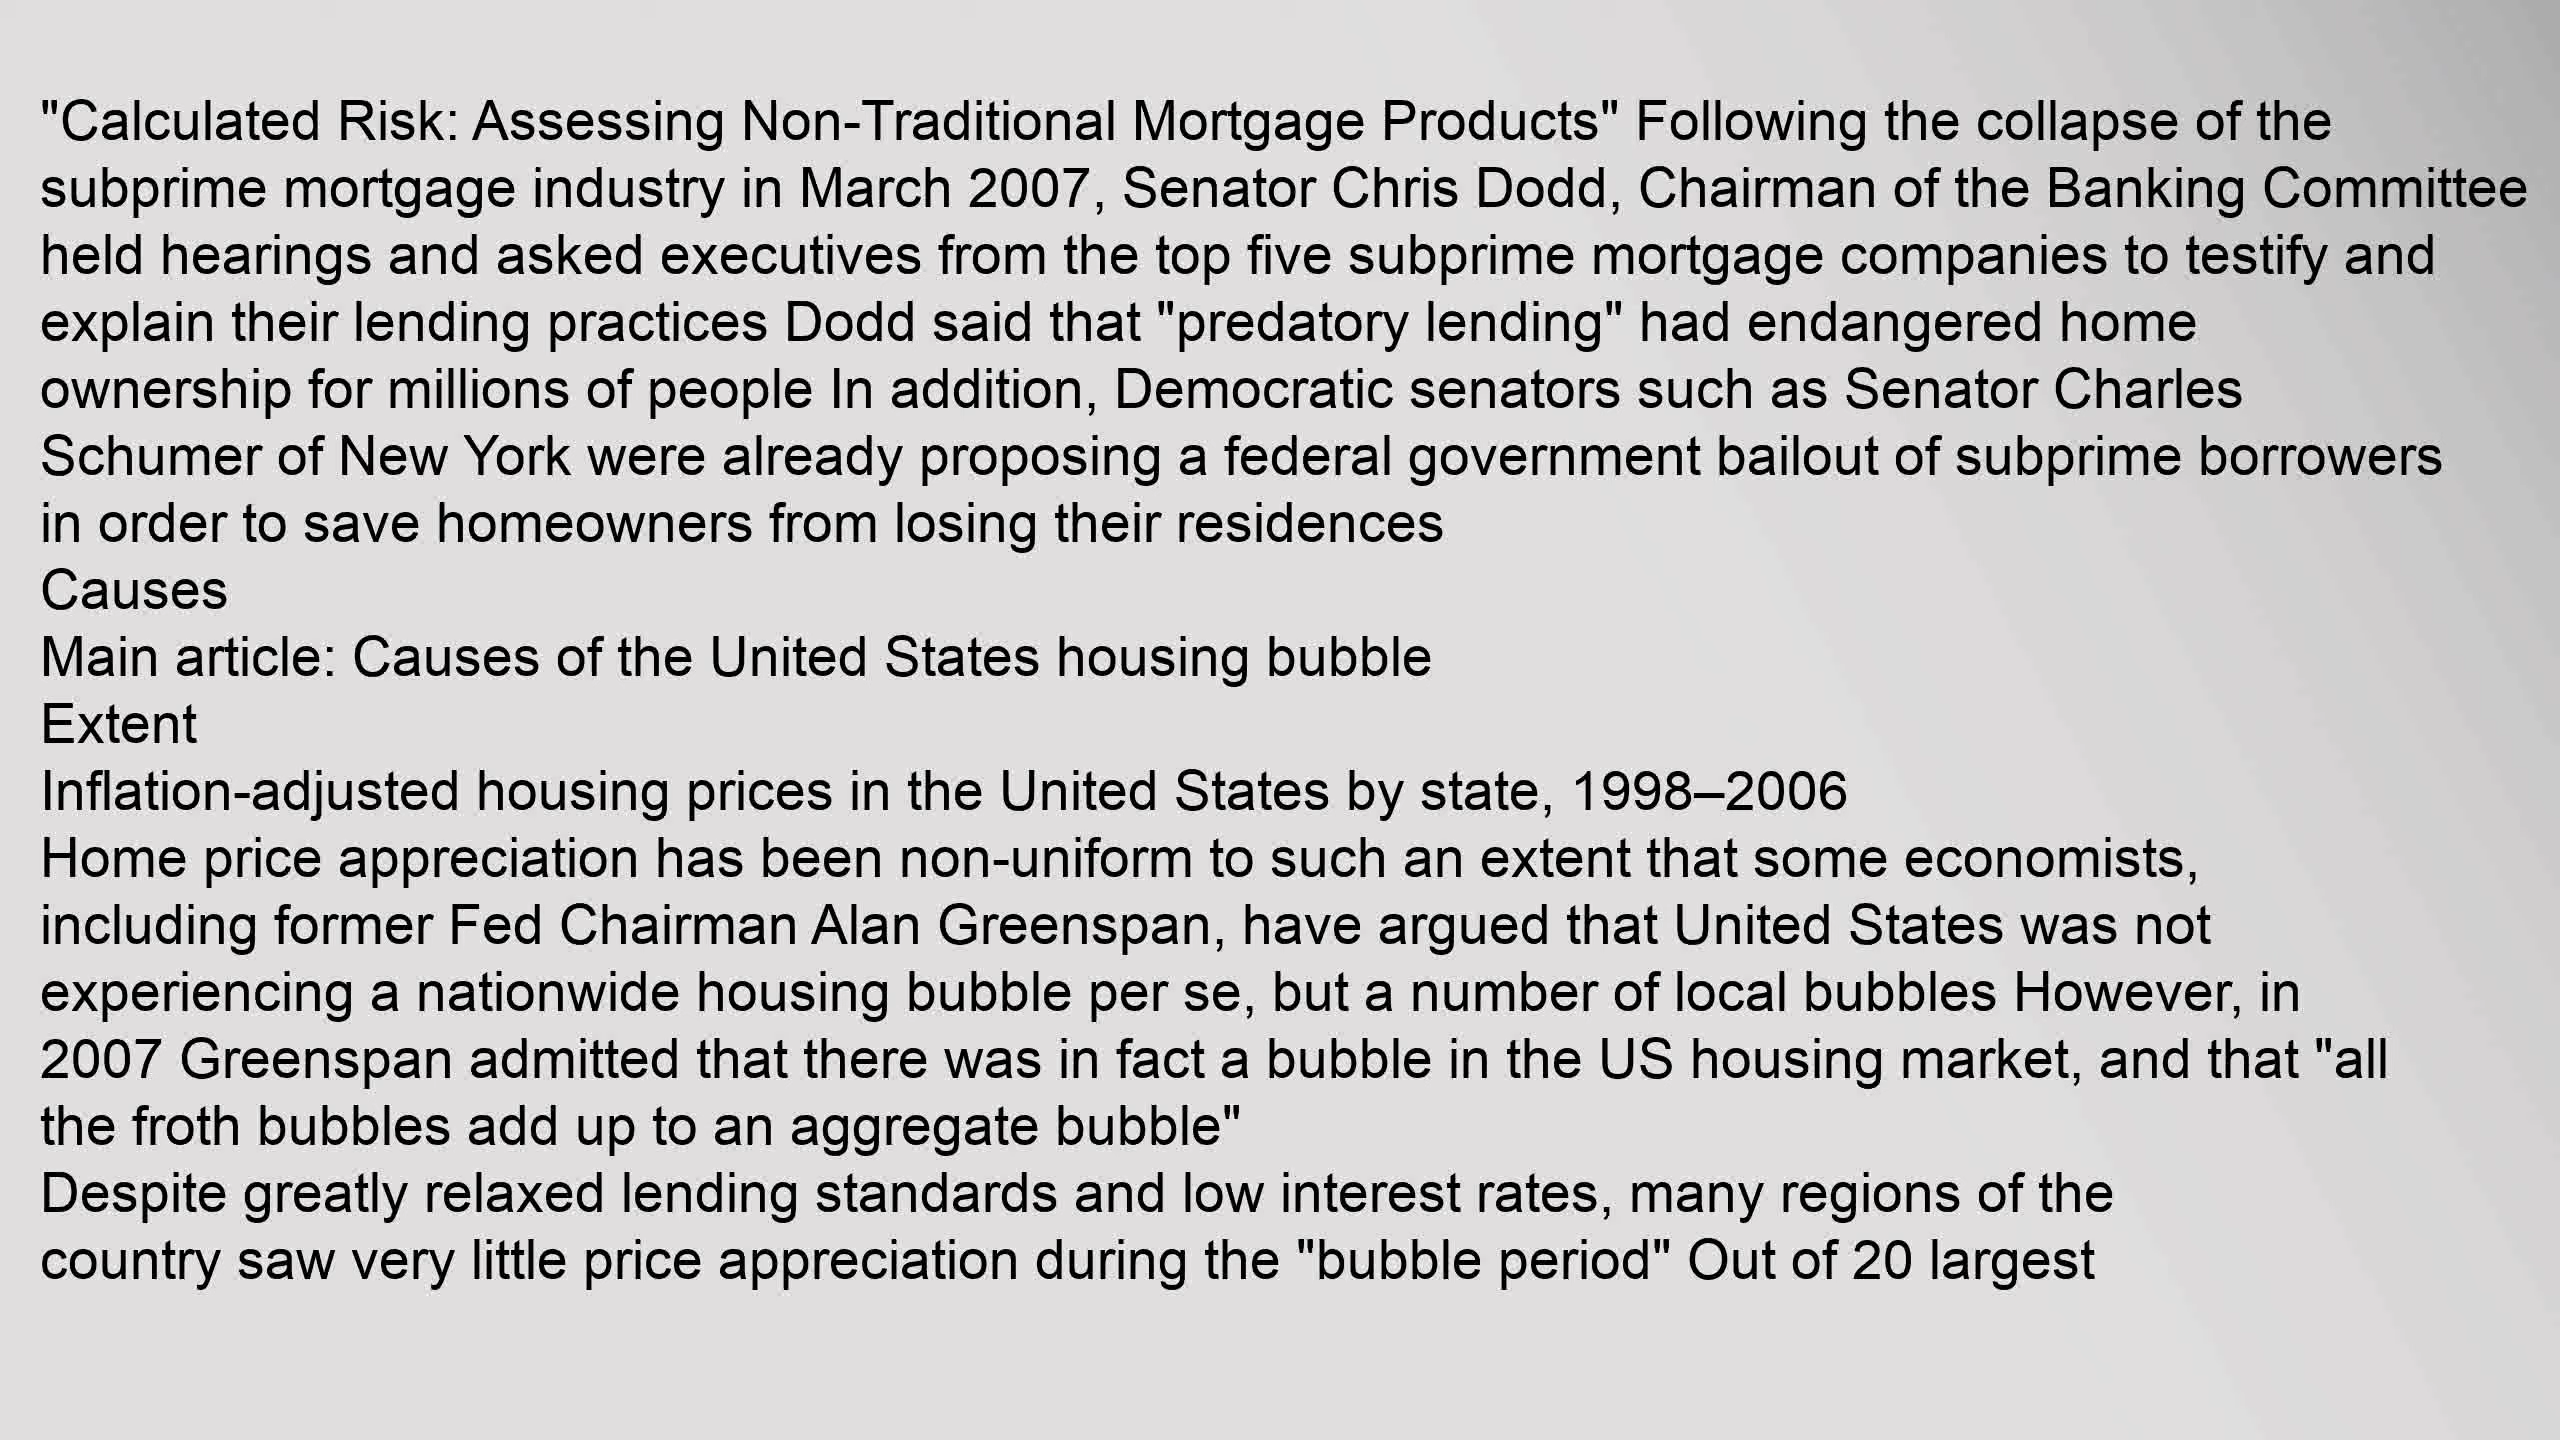 "Calculated Risk: Assessing Non-Traditional Mortgage Products" Following the collapse of the
subprime mortgage industry in March 2007, Senator Chris Dodd, Chairman of the Banking Committee
held hearings and asked executives from the top five subprime mortgage companies to testify and
explain their lending practices Dodd said that "predatory lending" had endangered home
ownership for millions of people In addition, Democratic senators such as Senator Charles
Schumer of New York were already proposing a federal government bailout of subprime borrowers
in order to save homeowners from losing their residences
Causes
Main article: Causes of the United States housing bubble
Extent
Inflation-adjusted housing prices in the United States by state, 1998–2006
Home price appreciation has been non-uniform to such an extent that some economists,
including former Fed Chairman Alan Greenspan, have argued that United States was not
experiencing a nationwide housing bubble per se, but a number of local bubbles However, in
2007 Greenspan admitted that there was in fact a bubble in the US housing market, and that "all
the froth bubbles add up to an aggregate bubble"
Despite greatly relaxed lending standards and low interest rates, many regions of the
country saw very little price appreciation during the "bubble period" Out of 20 largest